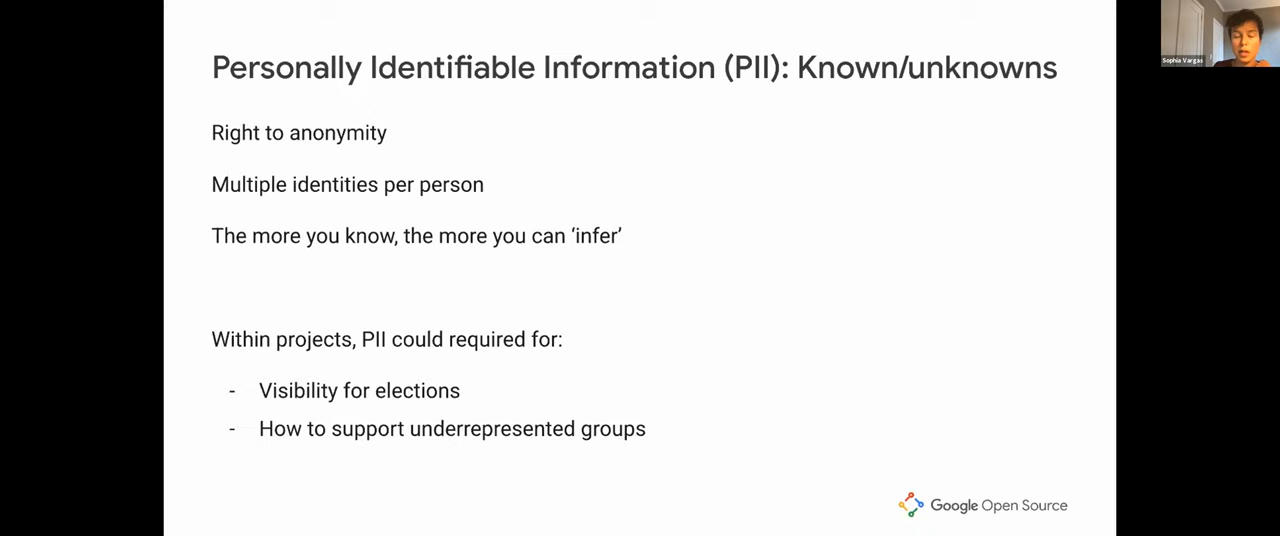 Personally Identifiable Information (PII): Known/unknowns
Right to anonymity
Multiple identities per person
The more you know, the more you can ‘infer’
Within projects, PII could required for:
- Visibility for elections
- How to support underrepresented groups
Google Open Source
Sophia Vargas